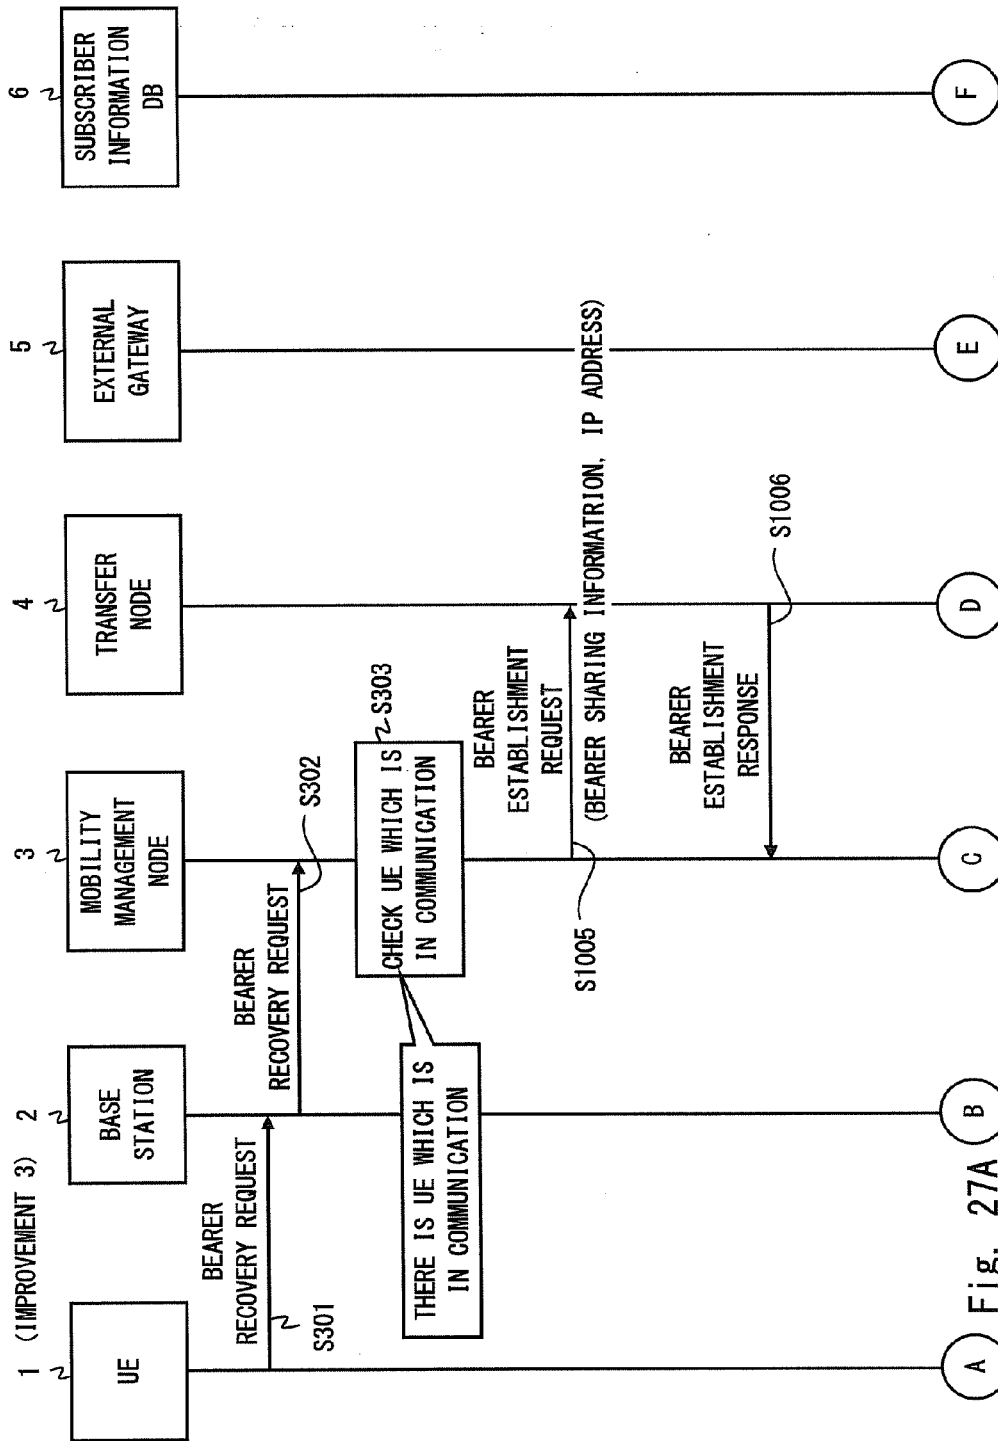 (IMPROVEMENT 3)
1
UE
2
BASE
STATION
3
MOBILITY
MANAGEMENT
NODE
4
TRANSFER
NODE
5
EXTERNAL
GATEWAY
6
SUBSCRIBER
INFORMATION
DB
BEARER
RECOVERY REQUEST
S301
BEARER
RECOVERY REQUEST
S302
CHECK UE WHICH IS
IN COMMUNICATION
S303
THERE IS UE WHICH IS
IN COMMUNICATION
BEARER
ESTABLISHMENT
REQUEST
S1005
(BEARER SHARING INFORMATRION, IP ADDRESS)
BEARER
ESTABLISHMENT
RESPONSE
S1006
A
B
C
D
E
F
Fig. 27A